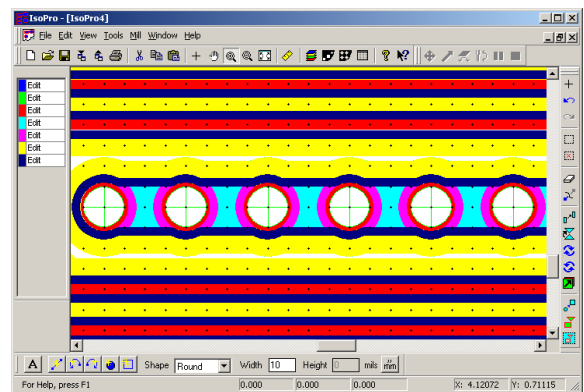 IsoPro - [IsoPro4]
File Edit View Tools Mill Window Help
Edit
Edit
Edit
Edit
Edit
Edit
Edit
A Shape Round Width 10 Height 0 mils mm
For Help, press F1 0.000 0.000 0.000 X: 4.12072 Y: 0.71115